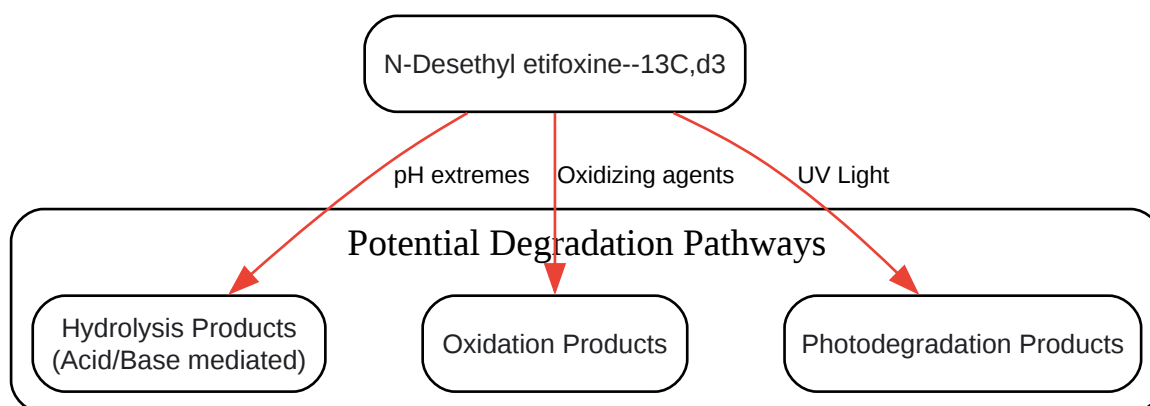 N-Desethyl etifoxine--13C,d3
pH extremes
Oxidizing agents
UV Light
Potential Degradation Pathways
Hydrolysis Products
(Acid/Base mediated)
Oxidation Products
Photodegradation Products